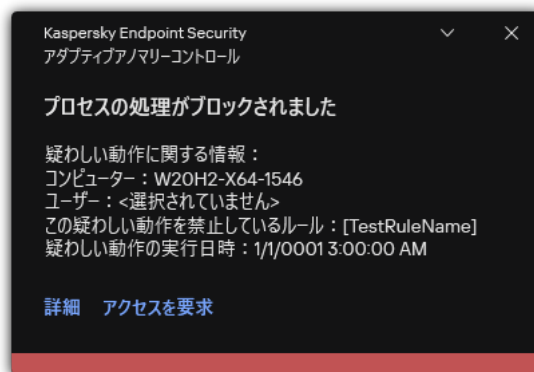 Kaspersky Endpoint Security
アダプティブアノマリーコントロール
プロセスの処理がブロックされました
疑わしい動作に関する情報：
コンピューター：W20H2-X64-1546
ユーザー：<選択されていません>
この疑わしい動作を禁止しているルール：[TestRuleName]
疑わしい動作の実行日時：1/1/0001 3:00:00 AM
詳細 アクセスを要求